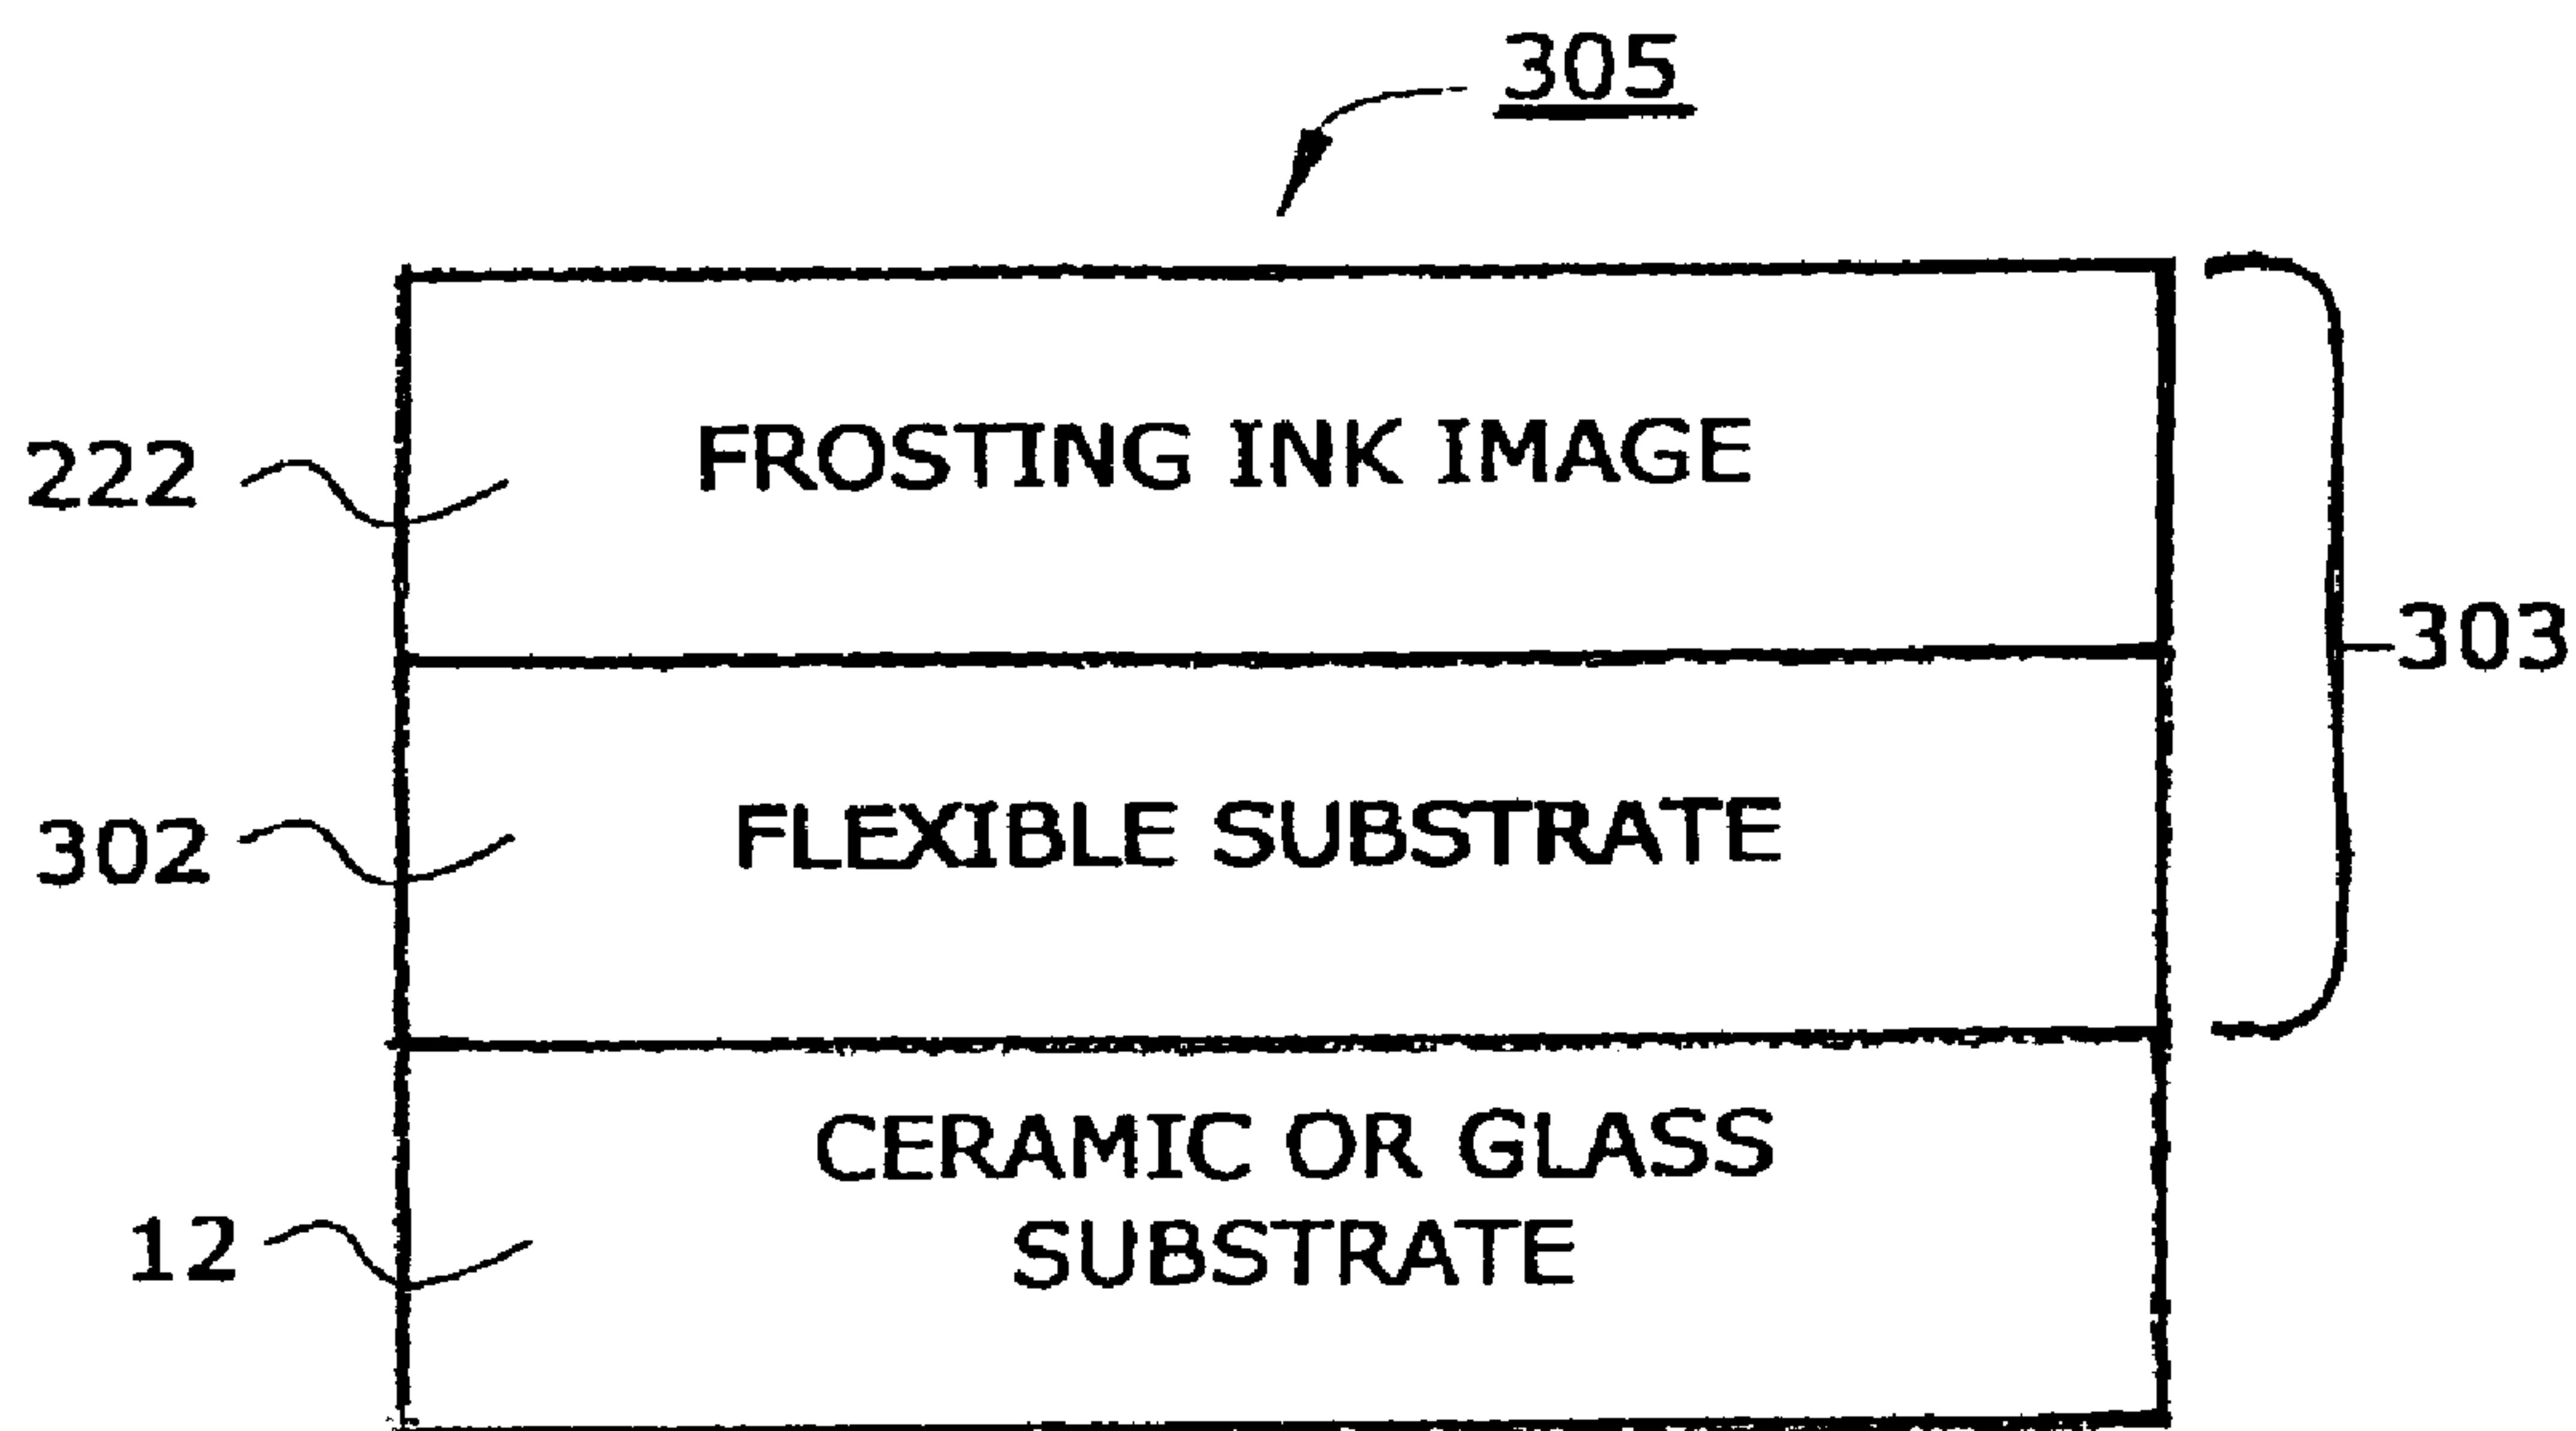 305
222
FROSTING INK IMAGE
303
302
FLEXIBLE SUBSTRATE
CERAMIC OR GLASS
SUBSTRATE
12